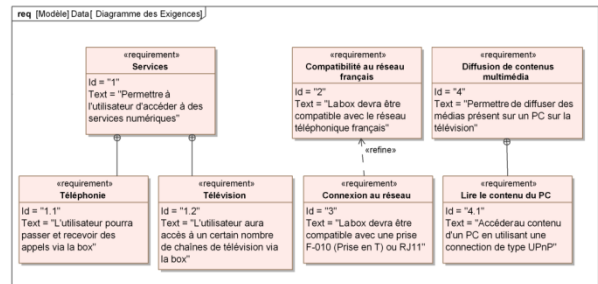 req [Modèle] Data[ Diagramme des Exigences]
«requirement»
Services
Id = "1"
Text = "Permettre à
l'utilisateur d'accéder à des
services numériques"
«requirement»
Compatibilité au réseau
français
Id = "2"
Text = "Labox devra être
compatible avec le réseau
téléphonique français"
«requirement»
Diffusion de contenus
multimédia
Id = "4"
Text = "Permettre de diffuser des
médias présent sur un PC sur la
télévision"
«refine»
«requirement»
Téléphonie
Id = "1.1"
Text = "L'utilisateur pourra
passer et recevoir des
appels via la box"
«requirement»
Télévision
Id = "1.2"
Text = "L'utilisateur aura
accès à un certain nombre
de chaînes de télévision via
la box"
«requirement»
Connexion au réseau
Id = "3"
Text = "Labox devra être
compatible avec une prise
F-010 (Prise en T) ou RJ11"
«requirement»
Lire le contenu du PC
Id = "4.1"
Text = "Accéderau contenu
d'un PC en utilisant une
connection de type UPnP"